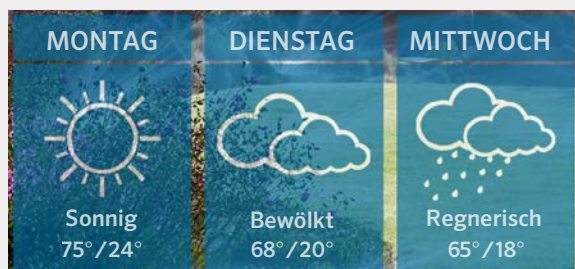 MONTAG
Sonnig
75°/24°
DIENSTAG
Bewölkt
68°/20°
MITTWOCH
Regnerisch
65°/18°